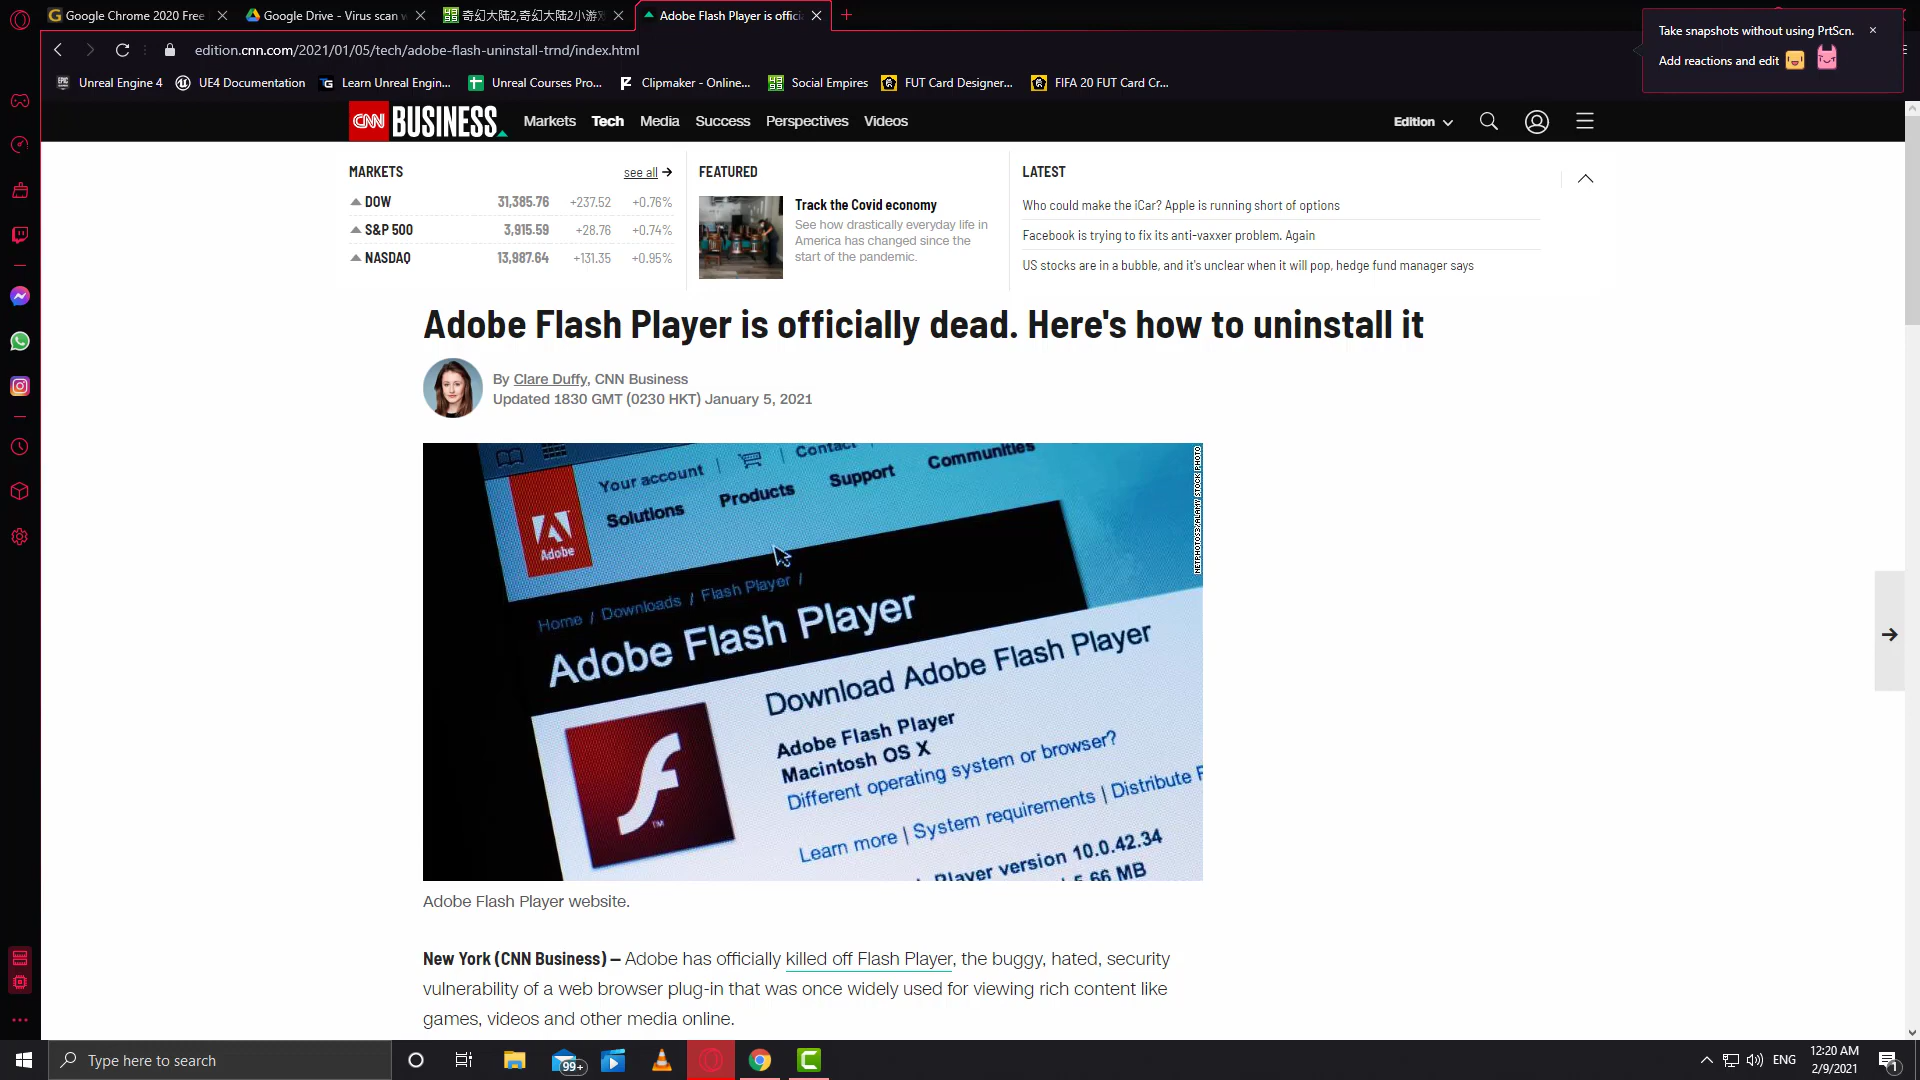 Google Chrome 2020 Free
Google Drive - Virus scan w
奇幻大陆2,奇幻大陆2小游戏
Adobe Flash Player is offici
Take snapshots without using PrtScn.
Add reactions and edit
edition.cnn.com/2021/01/05/tech/adobe-flash-uninstall-trnd/index.html
Unreal Engine 4
UE4 Documentation
Learn Unreal Engin...
Unreal Courses Pro...
Clipmaker - Online...
Social Empires
FUT Card Designer...
FIFA 20 FUT Card Cr...
CNN BUSINESS
Markets
Tech
Media
Success
Perspectives
Videos
Edition
MARKETS
see all
DOW 31,385.76 +237.52 +0.76%
S&P 500 3,915.59 +28.76 +0.74%
NASDAQ 13,987.64 +131.35 +0.95%
FEATURED
Track the Covid economy
See how drastically everyday life in
America has changed since the
start of the pandemic.
LATEST
Who could make the iCar? Apple is running short of options
Facebook is trying to fix its anti-vaxxer problem. Again
US stocks are in a bubble, and it's unclear when it will pop, hedge fund manager says
Adobe Flash Player is officially dead. Here's how to uninstall it
By Clare Duffy, CNN Business
Updated 1830 GMT (0230 HKT) January 5, 2021
Your account
Contact
Solutions
Products
Support
Communities
Adobe
Home / Downloads / Flash Player /
Adobe Flash Player
Download Adobe Flash Player
Adobe Flash Player
Macintosh OS X
Different operating system or browser?
Learn more | System requirements | Distribute F
Player version 10.0.42.34
5.66 MB
TM
NETPHOTOS3/ALAMY STOCK PHOTO
Adobe Flash Player website.
New York (CNN Business) — Adobe has officially killed off Flash Player, the buggy, hated, security
vulnerability of a web browser plug-in that was once widely used for viewing rich content like
games, videos and other media online.
Type here to search
99+
ENG
12:20 AM
2/9/2021
1